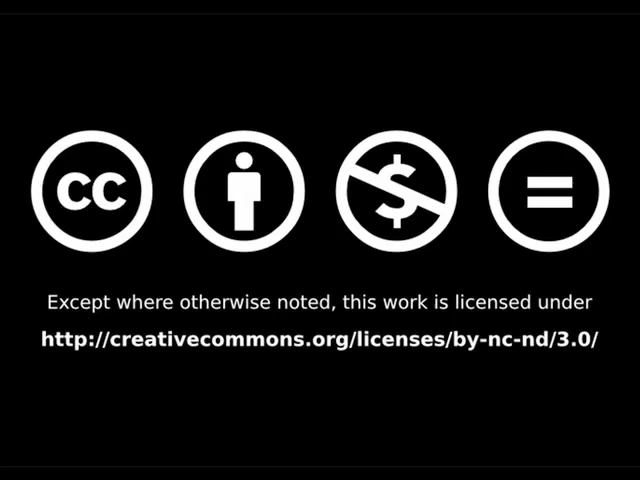 cc
$
=
Except where otherwise noted, this work is licensed under
http://creativecommons.org/licenses/by-nc-nd/3.0/